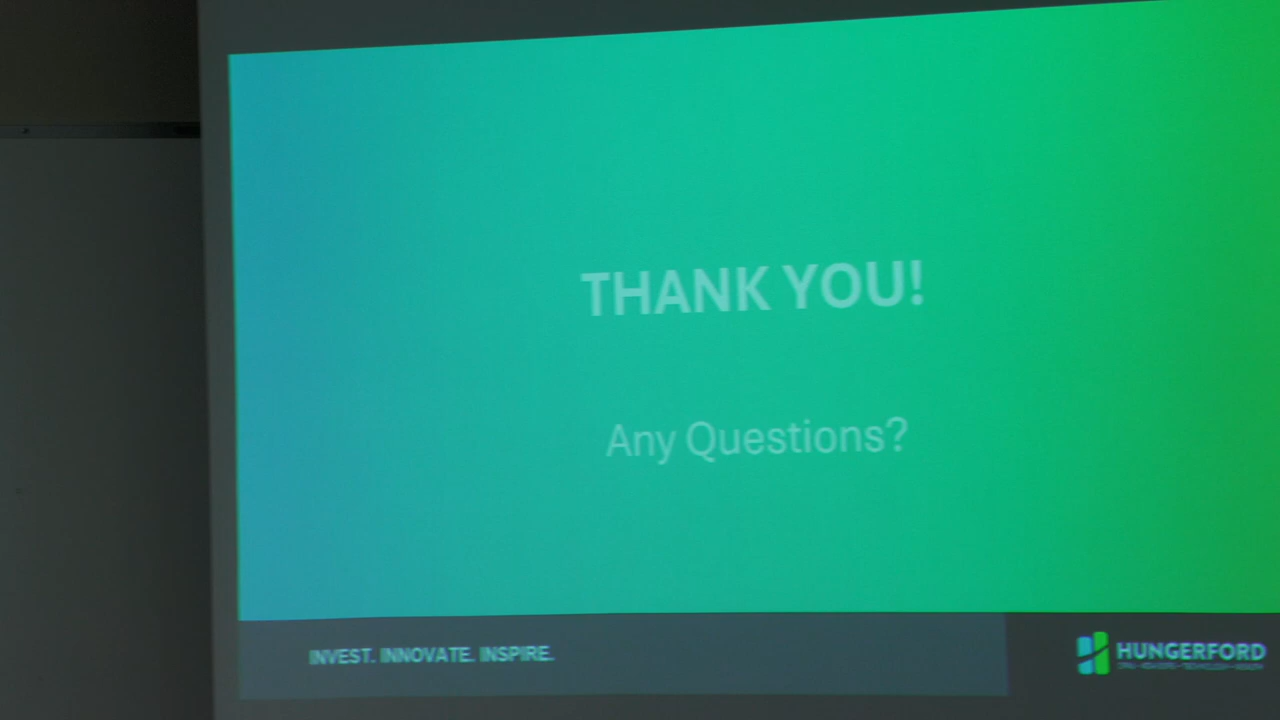 THANK YOU!
Any Questions?
INVEST. INNOVATE. INSPIRE.
HUNGERFORD